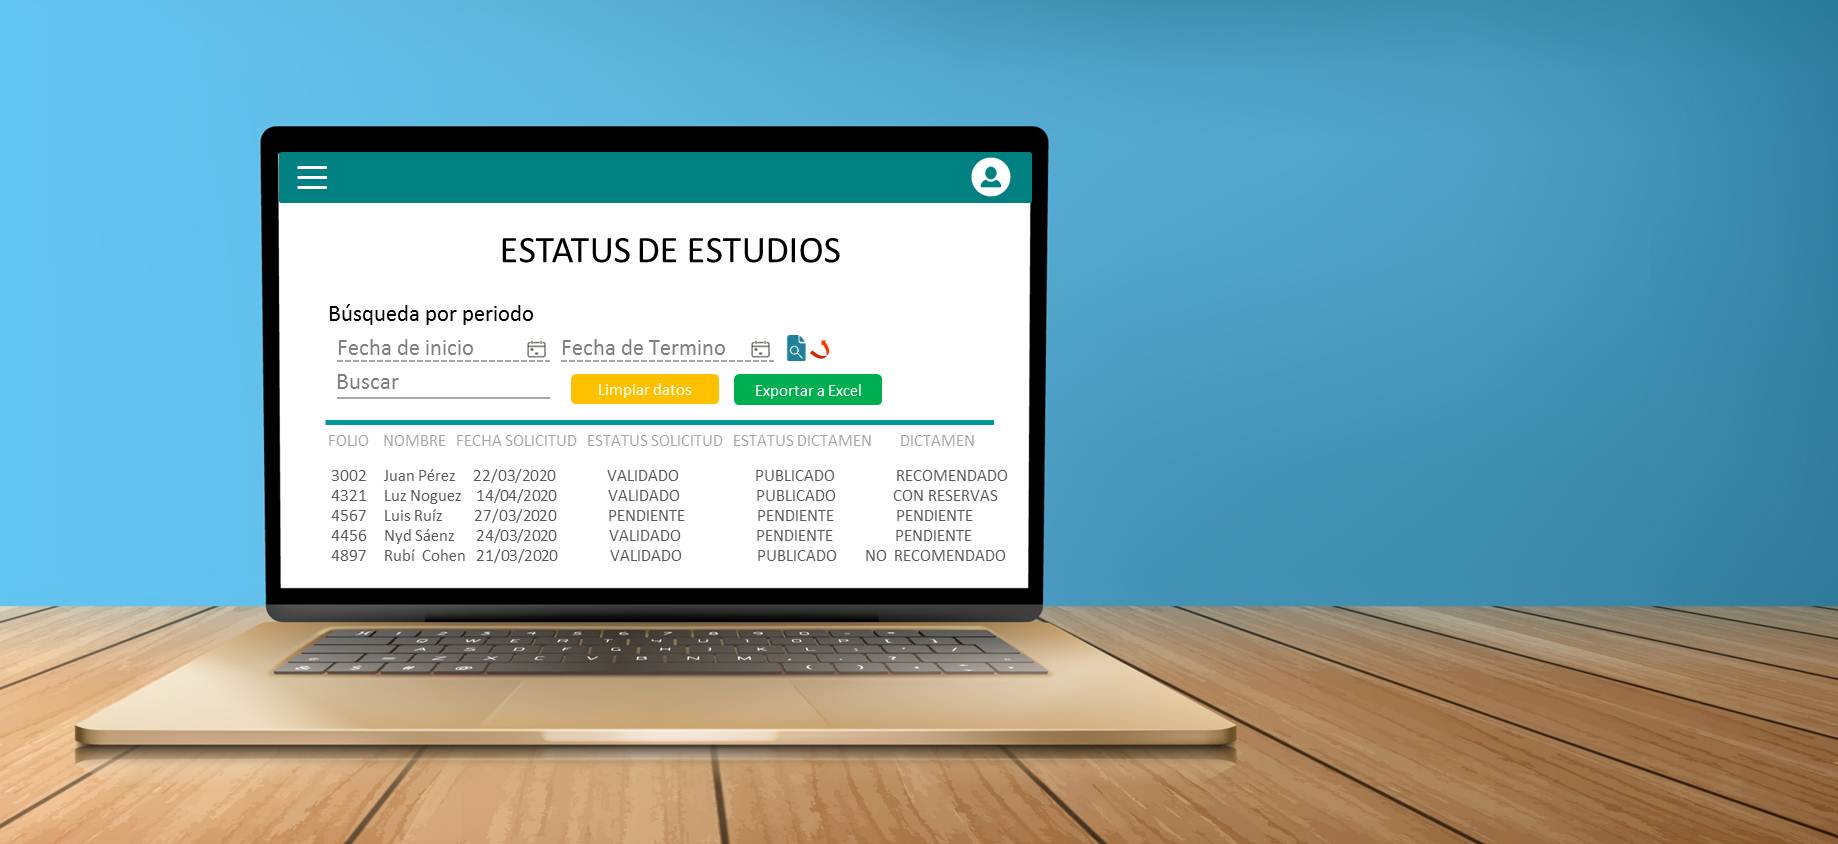 ESTATUS DE ESTUDIOS
Búsqueda por periodo
Fecha de inicio Fecha de Termino
Buscar Limpiar datos Exportar a Excel
FOLIO NOMBRE FECHA SOLICITUD ESTATUS SOLICITUD ESTATUS DICTAMEN DICTAMEN
3002 Juan Pérez 22/03/2020 VALIDADO PUBLICADO RECOMENDADO
4321 Luz Noguez 14/04/2020 VALIDADO PUBLICADO CON RESERVAS
4567 Luis Ruíz 27/03/2020 PENDIENTE PENDIENTE PENDIENTE
4456 Nyd Sáenz 24/03/2020 VALIDADO PENDIENTE PENDIENTE
4897 Rubí Cohen 21/03/2020 VALIDADO PUBLICADO NO RECOMENDADO